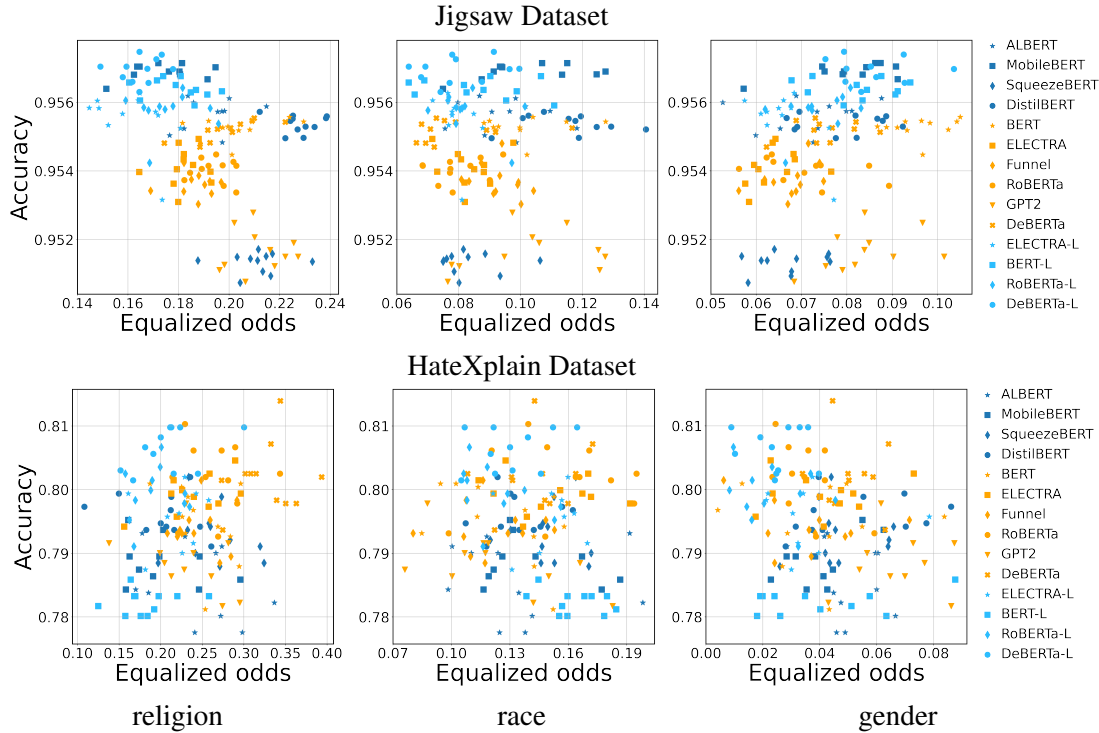 Jigsaw Dataset
Accuracy
0.956
0.954
0.952
0.14 0.16 0.18 0.20 0.22 0.24
Equalized odds
0.06 0.08 0.10 0.12 0.14
Equalized odds
0.05 0.06 0.07 0.08 0.09 0.10
Equalized odds
ALBERT
MobileBERT
SqueezeBERT
DistilBERT
BERT
ELECTRA
Funnel
RoBERTa
GPT2
DeBERTa
ELECTRA-L
BERT-L
RoBERTa-L
DeBERTa-L
HateXplain Dataset
Accuracy
0.81
0.80
0.79
0.78
0.10 0.15 0.20 0.25 0.30 0.35 0.40
Equalized odds
0.07 0.10 0.13 0.16 0.19
Equalized odds
0.00 0.02 0.04 0.06 0.08
Equalized odds
ALBERT
MobileBERT
SqueezeBERT
DistilBERT
BERT
ELECTRA
Funnel
RoBERTa
GPT2
DeBERTa
ELECTRA-L
BERT-L
RoBERTa-L
DeBERTa-L
religion
race
gender